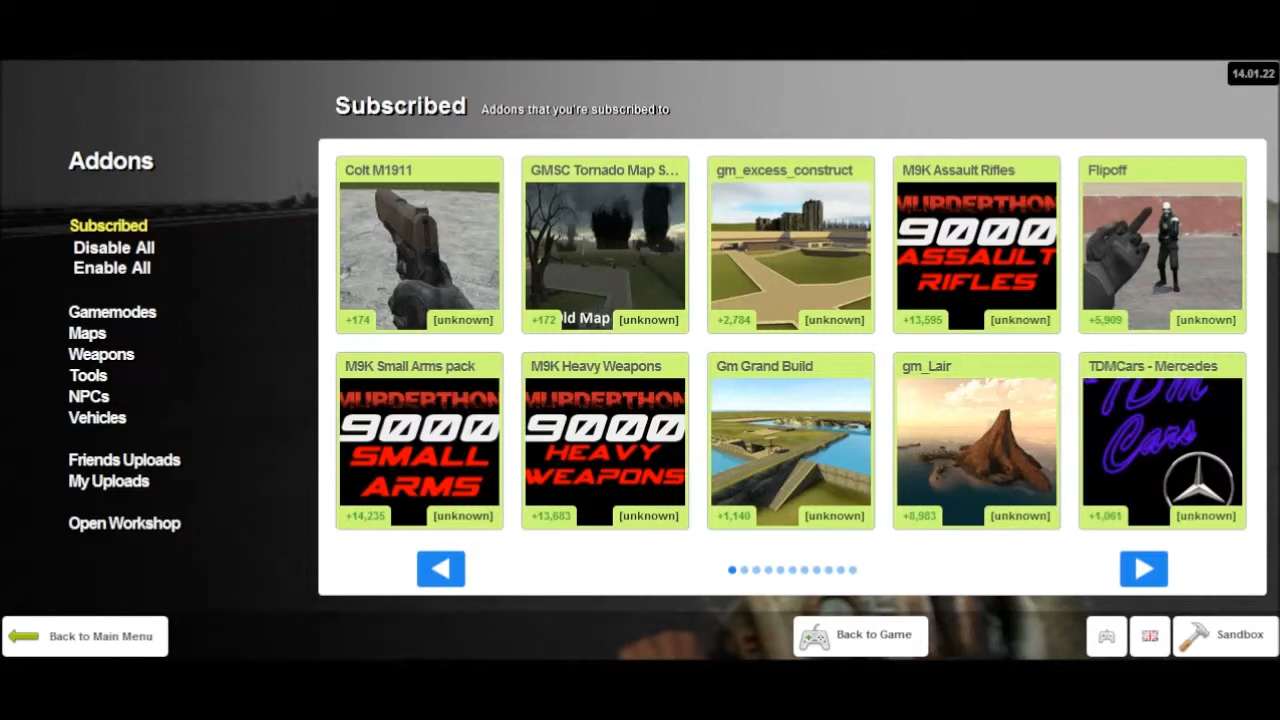 14.01.22
Subscribed Addons that you're subscribed to
Addons
Subscribed
Disable All
Enable All
Gamemodes
Maps
Weapons
Tools
NPCs
Vehicles
Friends Uploads
My Uploads
Open Workshop
Colt M1911
+174 [unknown]
GMSC Tornado Map S...
ld Map
+172 [unknown]
gm_excess_construct
+2,784 [unknown]
M9K Assault Rifles
MURDERTHON
9000
ASSAULT
RIFLES
+13,595 [unknown]
Flipoff
+5,909 [unknown]
M9K Small Arms pack
MURDERTHON
9000
SMALL
ARMS
+14,235 [unknown]
M9K Heavy Weapons
MURDERTHON
9000
HEAVY
WEAPONS
+13,683 [unknown]
Gm Grand Build
+1,140 [unknown]
gm_Lair
+8,983 [unknown]
TDMCars - Mercedes
TDM
Cars
+1,061 [unknown]
Back to Main Menu
Back to Game
Sandbox